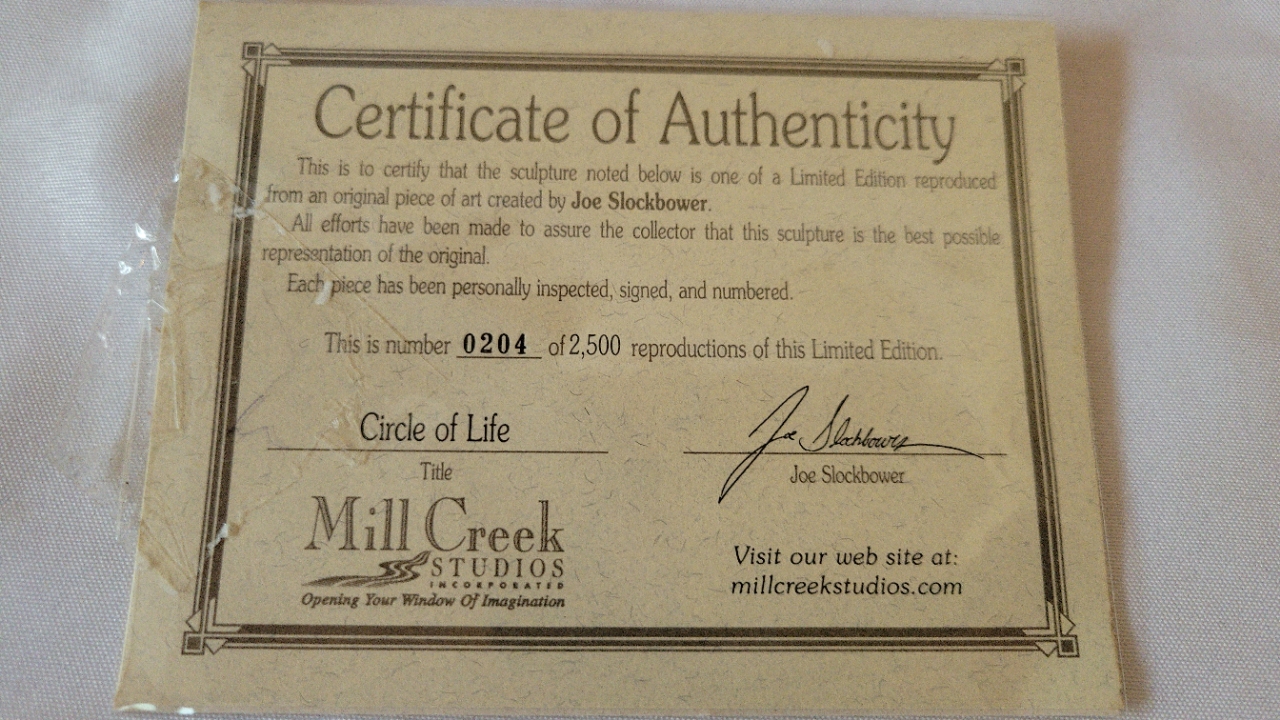 Certificate of Authenticity
This is to certify that the sculpture noted below is one of a Limited Edition reproduced
from an original piece of art created by Joe Slockbower.
All efforts have been made to assure the collector that this sculpture is the best possible
representation of the original.
Each piece has been personally inspected, signed, and numbered.
This is number 0204 of 2,500 reproductions of this Limited Edition.
Circle of Life
Joe Slockbower
Title
Joe Slockbower
Mill Creek
STUDIOS
INCORPORATED
Opening Your Window Of Imagination
Visit our web site at:
millcreekstudios.com